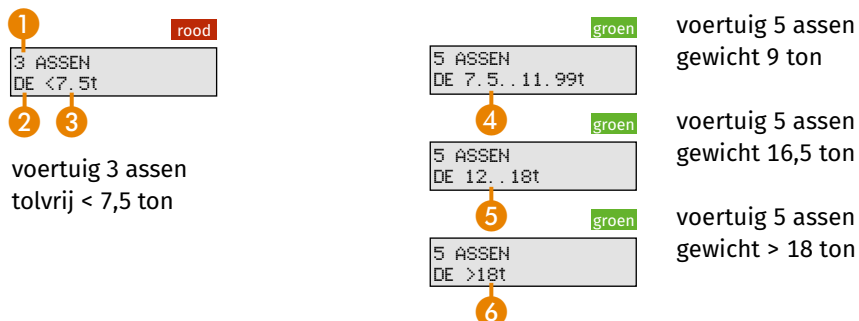 1
rood
3 ASSEN
DE <7.5t
2 3
voertuig 3 assen
tolvrij < 7,5 ton
groen
5 ASSEN
DE 7.5..11.99t
4
voertuig 5 assen
gewicht 9 ton
groen
5 ASSEN
DE 12..18t
5
voertuig 5 assen
gewicht 16,5 ton
groen
5 ASSEN
DE >18t
6
voertuig 5 assen
gewicht > 18 ton